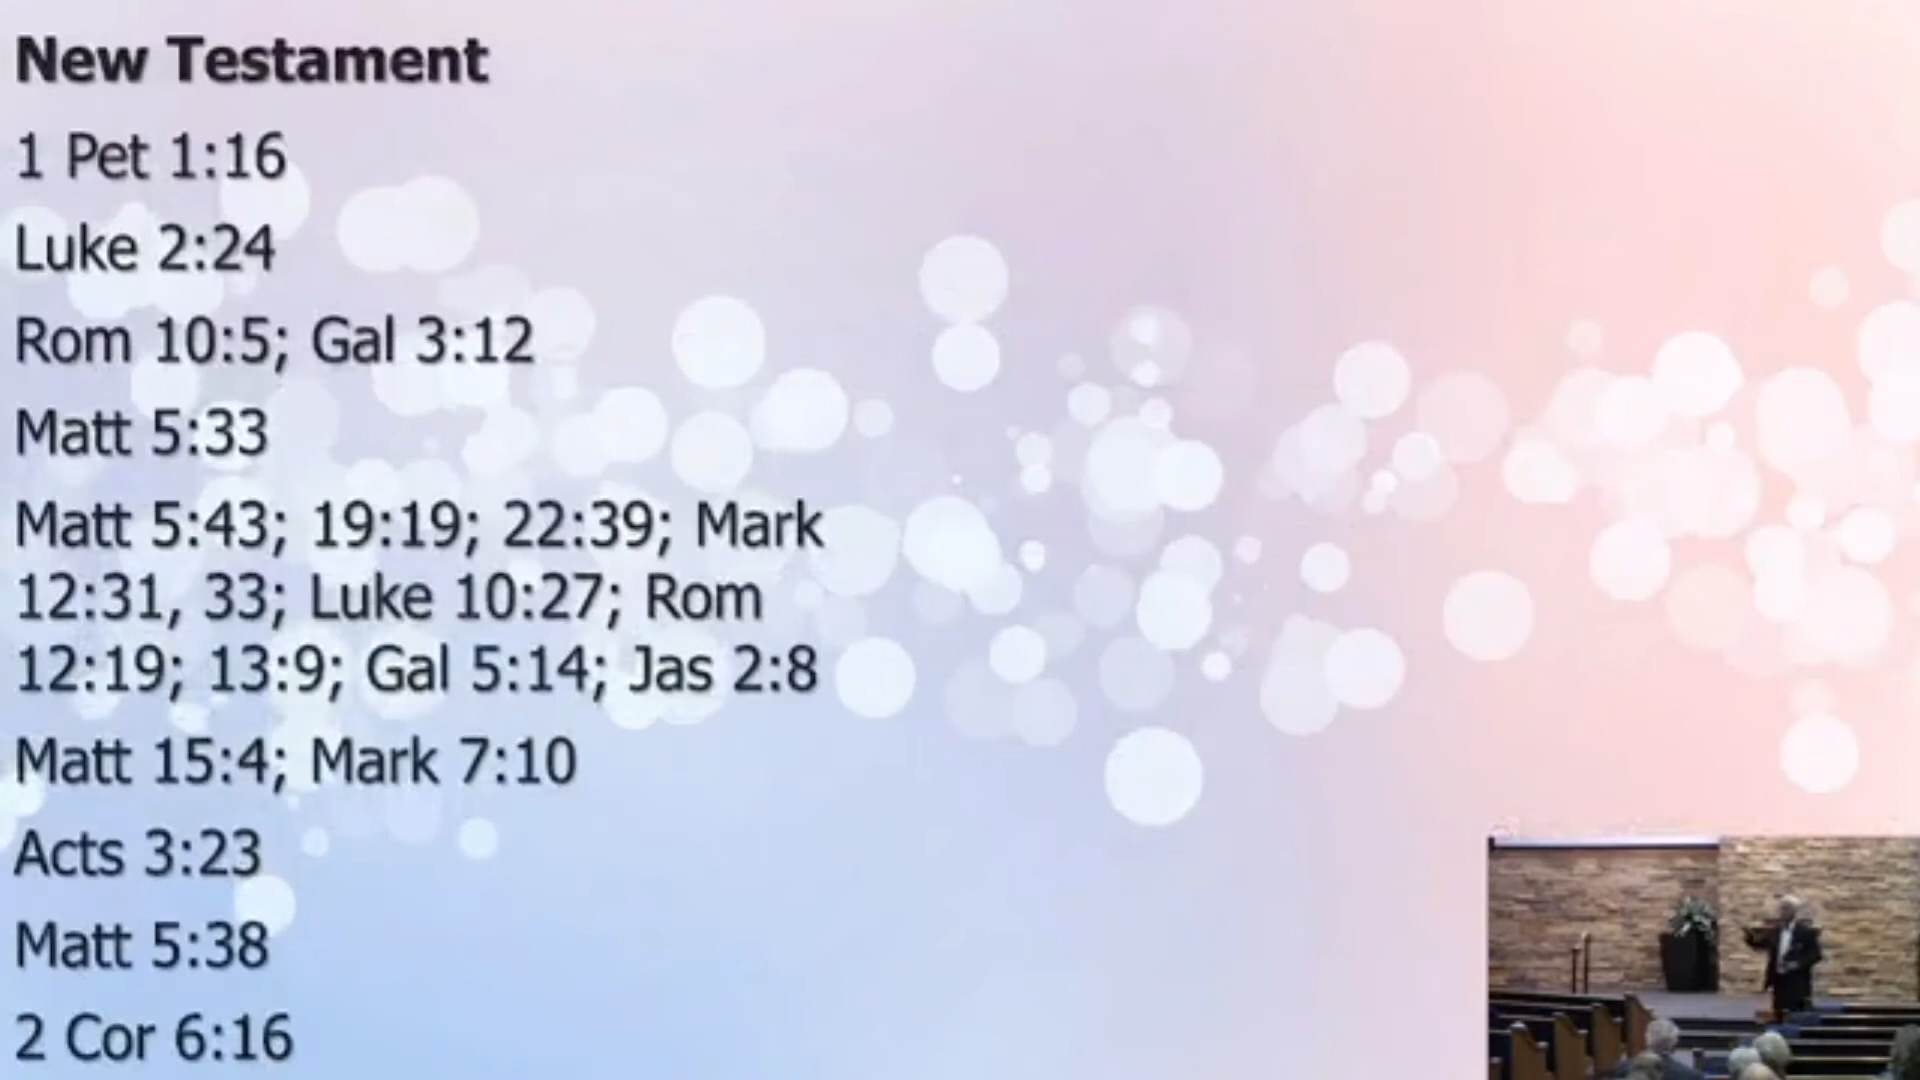 New Testament
1 Pet 1:16
Luke 2:24
Rom 10:5; Gal 3:12
Matt 5:33
Matt 5:43; 19:19; 22:39; Mark
12:31, 33; Luke 10:27; Rom
12:19; 13:9; Gal 5:14; Jas 2:8
Matt 15:4; Mark 7:10
Acts 3:23
Matt 5:38
2 Cor 6:16